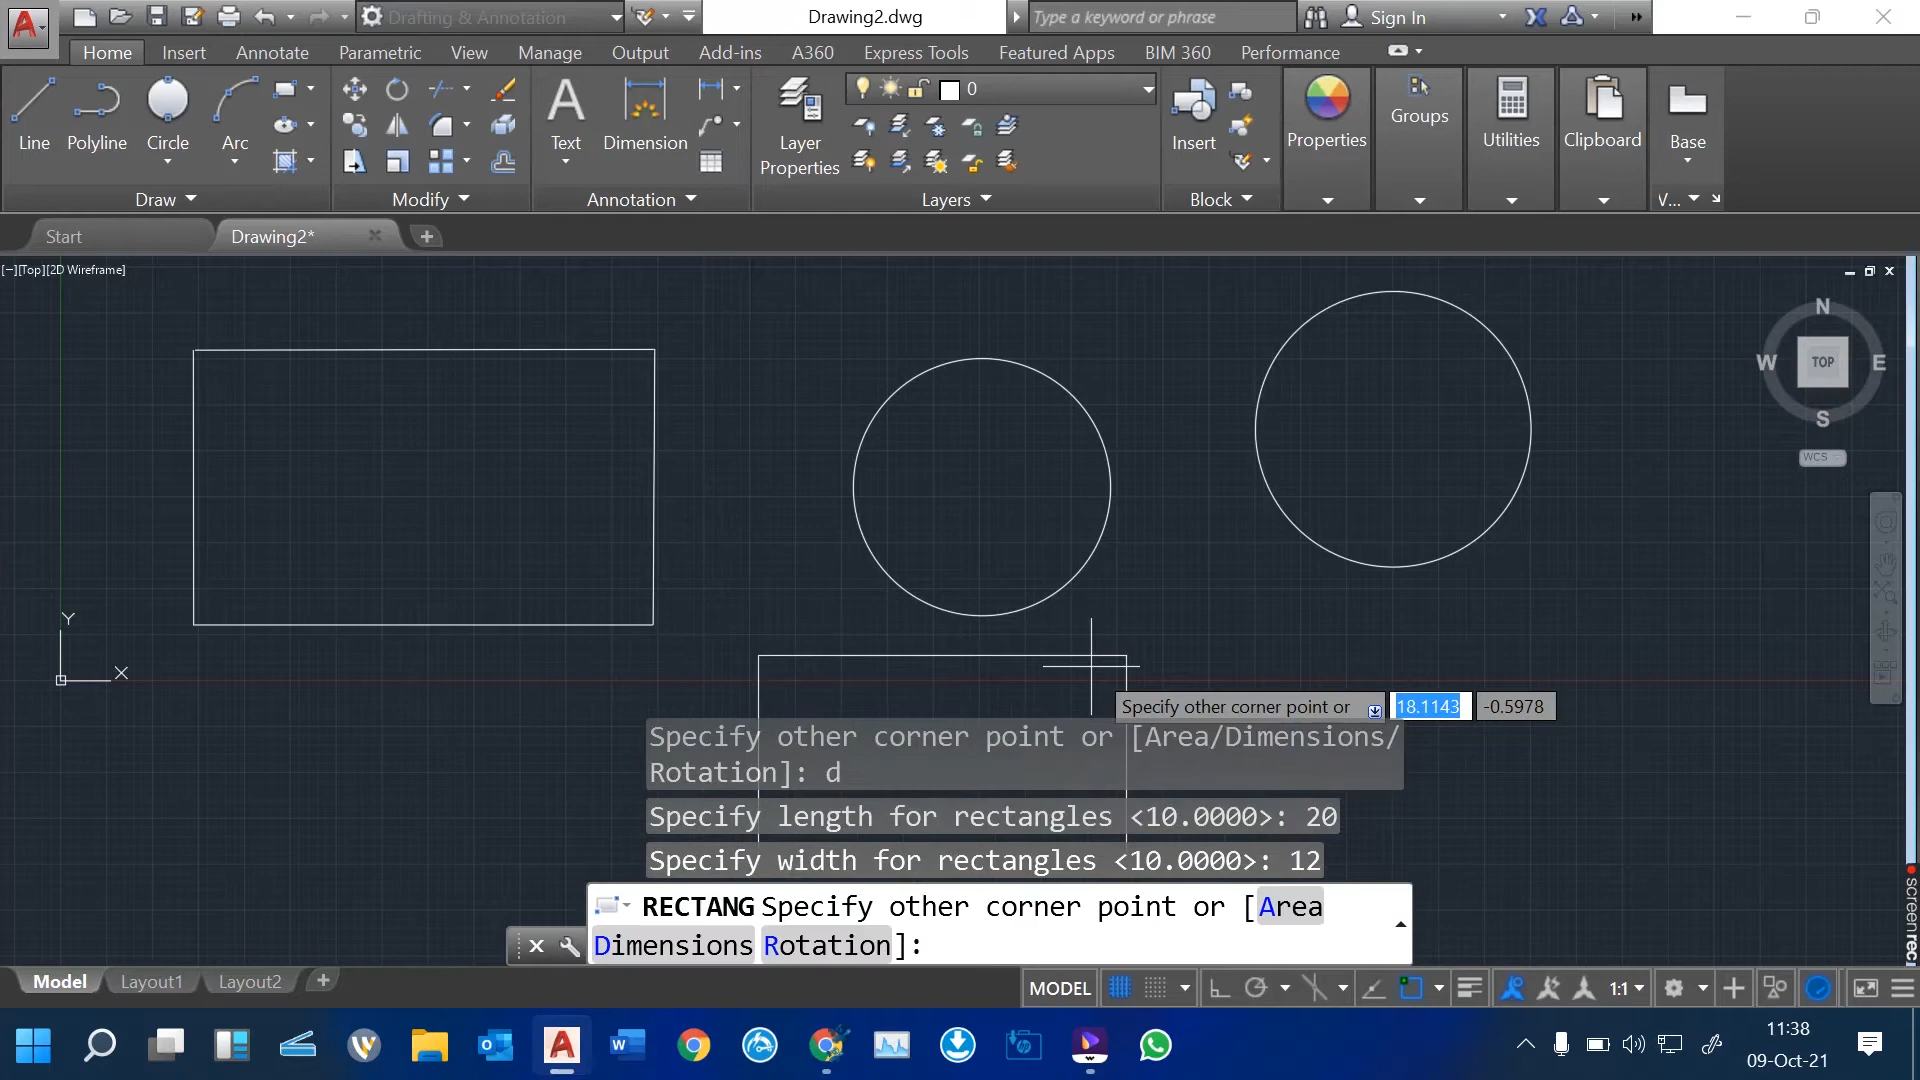 Drafting & Annotation
Drawing2.dwg
Type a keyword or phrase
Sign In
Home
Insert
Annotate
Parametric
View
Manage
Output
Add-ins
A360
Express Tools
Featured Apps
BIM 360
Performance
0
Line
Polyline
Circle
Arc
Text
Dimension
Layer
Properties
Insert
Properties
Groups
Utilities
Clipboard
Base
Draw
Modify
Annotation
Layers
Block
V...
Start
Drawing2*
[−][Top][2D Wireframe]
N
W
TOP
E
S
WCS
Y
X
Specify other corner point or
18.1143
-0.5978
Specify other corner point or [Area/Dimensions/
Rotation]: d
Specify length for rectangles <10.0000>: 20
Specify width for rectangles <10.0000>: 12
RECTANG Specify other corner point or [Area
Dimensions Rotation]:
screenrec
Model
Layout1
Layout2
MODEL
1:1
11:38
09-Oct-21